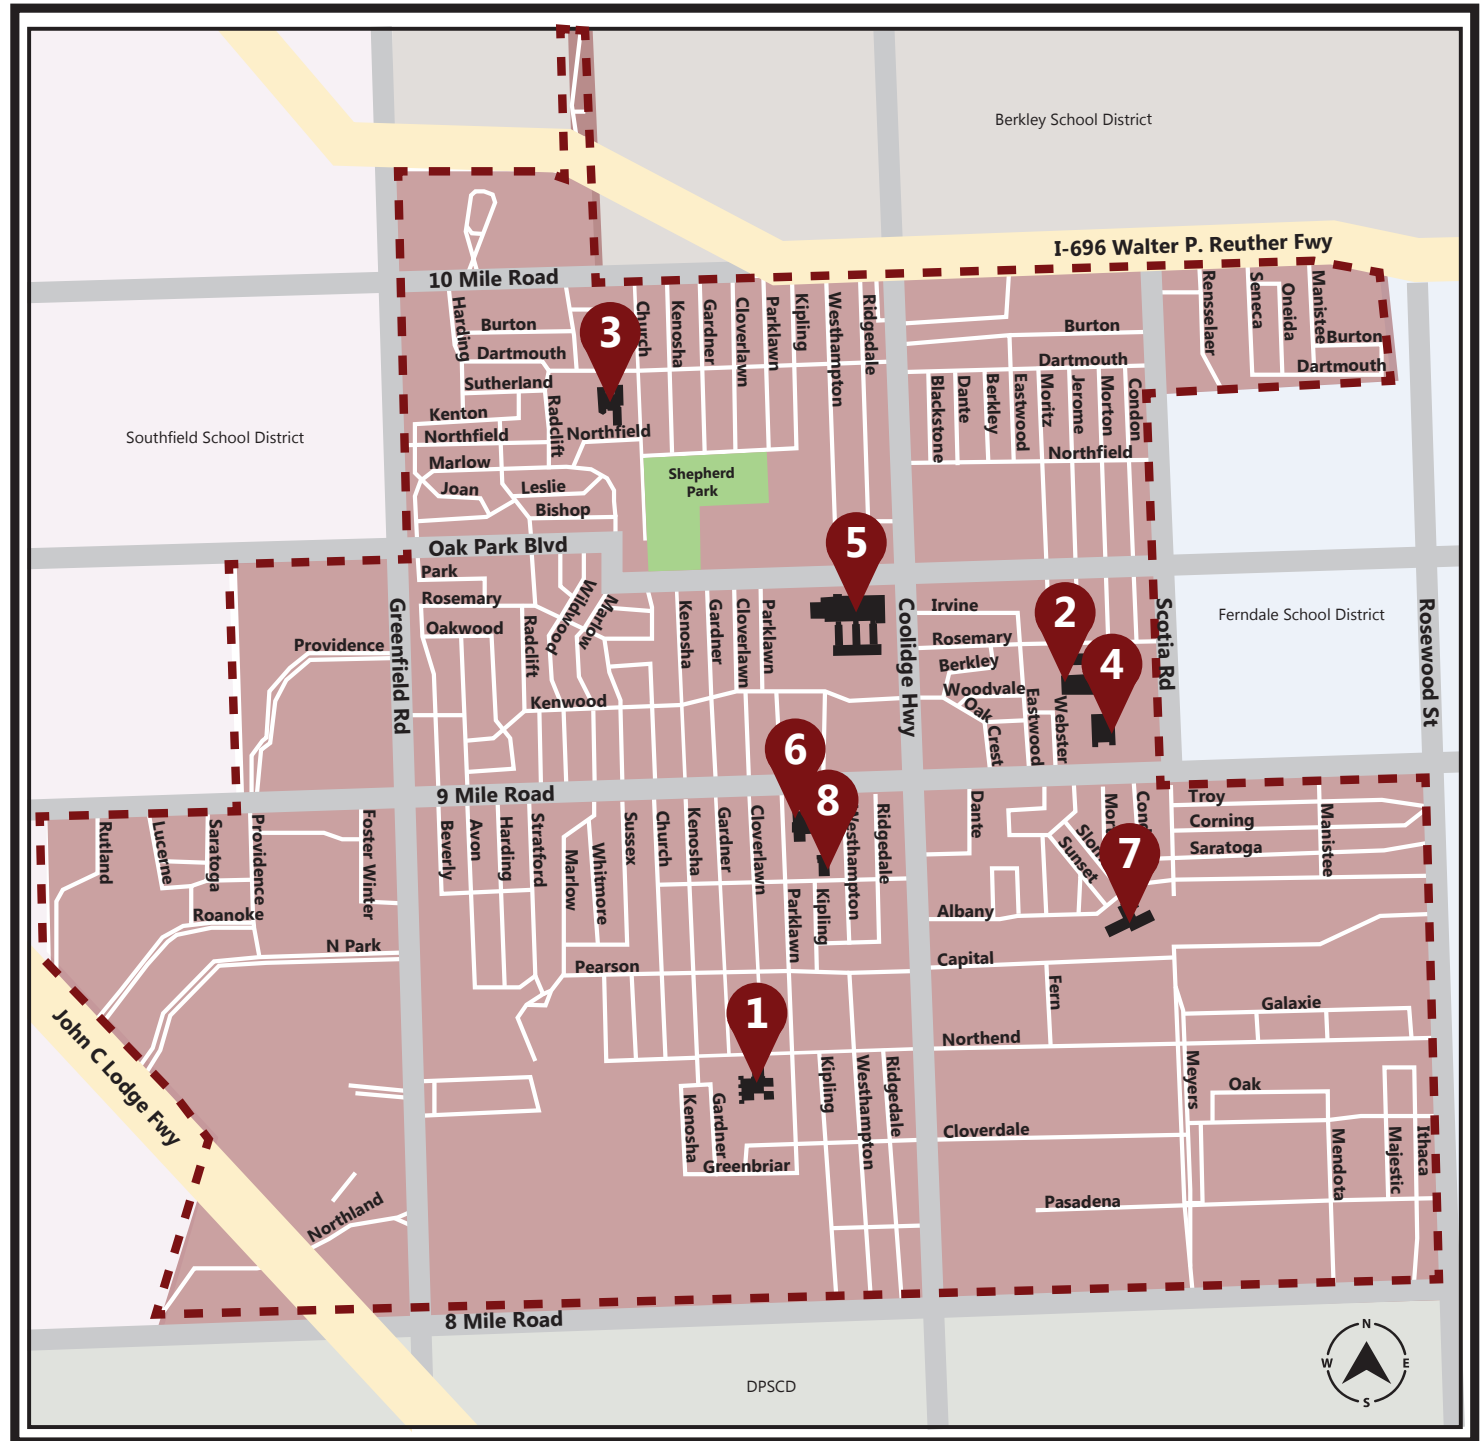 Berkley School District
I-696 Walter P. Reuther Fwy
10 Mile Road
Harding
Burton
Dartmouth
Sutherland
Kenton
Radclift
Northfield
Northfield
Marlow
Joan
Leslie
Bishop
3
Church
Kenosha
Gardner
Cloverlawn
Parklawn
Kipling
Westhampton
Ridgedale
Burton
Dartmouth
Blackstone
Dante
Berkley
Eastwood
Moritz
Jerome
Morton
Condon
Northfield
Rensselaer
Seneca
Oneida
Manistee
Burton
Dartmouth
Southfield School District
Shepherd
Park
Oak Park Blvd
Park
Rosemary
Oakwood
Radclift
Wildwood
Marlow
Kenwood
Kenosha
Gardner
Cloverlawn
Parklawn
5
Providence
Greenfield Rd
Coolidge Hwy
Irvine
Rosemary
Berkley
Woodvale
Oak Crest
Eastwood
Webster
2
4
Scotia Rd
Ferndale School District
Roseswood St
6
8
9 Mile Road
Rutland
Lucerne
Saratoga
Providence
Foster Winter
Roanoke
N Park
Beverly
Avon
Harding
Stratford
Marlow
Whitmore
Sussex
Church
Kenosha
Gardner
Cloverlawn
Parklawn
Kipling
Westhampton
Ridgedale
Pearson
Dante
Sunset
7
Troy
Corning
Saratoga
Manistee
Albany
Capital
Fern
Galaxie
Northend
Meyers
Oak
Cloverdale
Mendota
Majestic
Ithaca
Pasadena
1
Kenosha
Gardner
Greenbriar
Kipling
Westhampton
Ridgedale
John C Lodge Fwy
Northland
8 Mile Road
DPSCD
N
W E
S